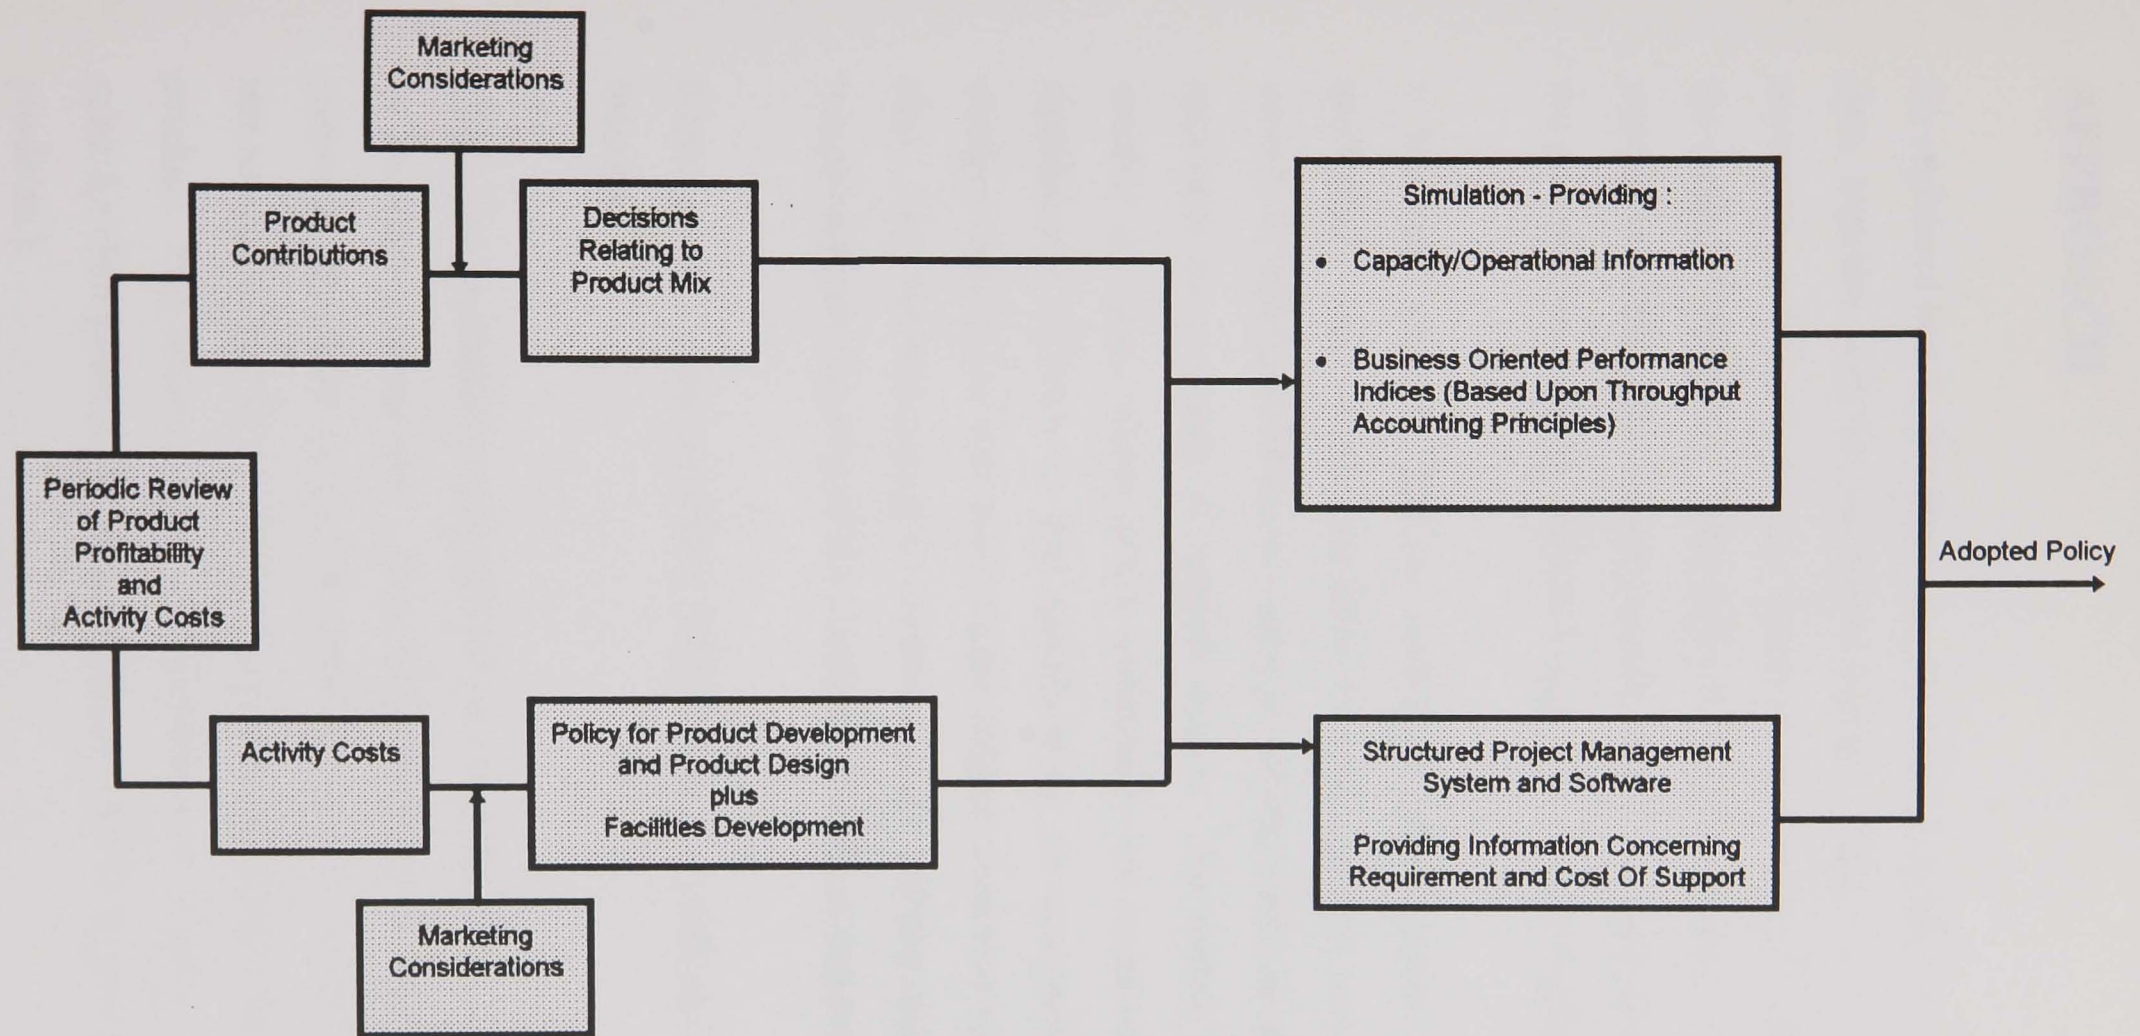 Marketing
Considerations
Product
Contributions
Decisions
Relating to
Product Mix
Simulation - Providing :
• Capacity/Operational Information
• Business Oriented Performance
Indices (Based Upon Throughput
Accounting Principles)
Periodic Review
of Product
Profitability
and
Activity Costs
Adopted Policy
Activity Costs
Policy for Product Development
and Product Design
plus
Facilities Development
Structured Project Management
System and Software
Providing Information Concerning
Requirement and Cost Of Support
Marketing
Considerations